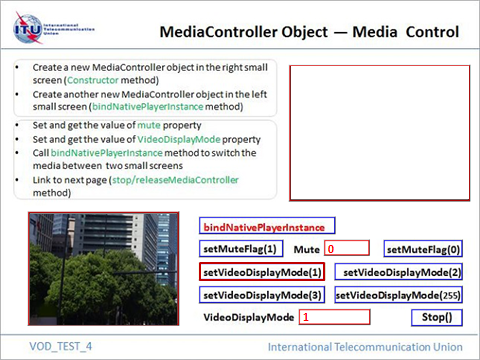 ITU
International
Telecommunication
Union
MediaController Object — Media Control
• Create a new MediaController object in the right small
screen (Constructor method)
• Create another new MediaController object in the left
small screen (bindNativePlayerInstance method)
• Set and get the value of mute property
• Set and get the value of VideoDisplayMode property
• Call bindNativePlayerInstance method to switch the
media between two small screens
• Link to next page (stop/releaseMediaController
method)
bindNativePlayerInstance
setMuteFlag(1) Mute 0 setMuteFlag(0)
setVideoDisplayMode(1) setVideoDisplayMode(2)
setVideoDisplayMode(3) setVideoDisplayMode(255)
VideoDisplayMode 1 Stop()
VOD_TEST_4 International Telecommunication Union